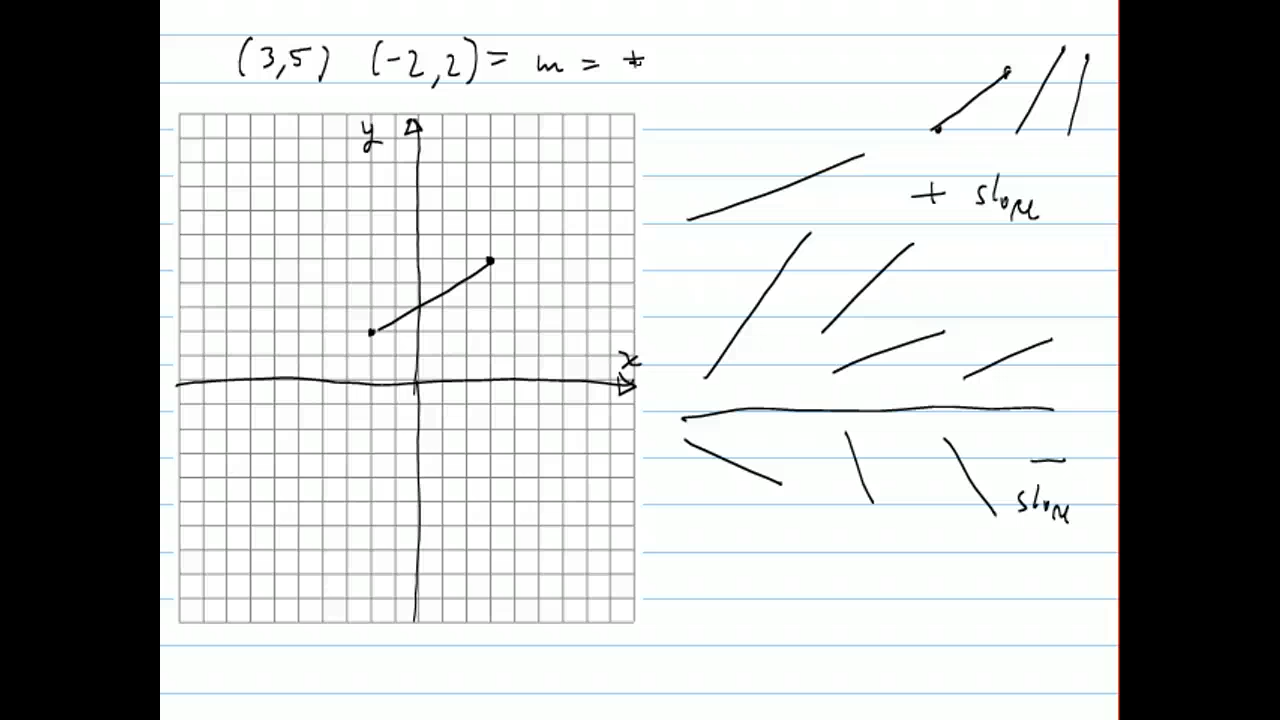 (3,5) (-2,2) = m = +
y
+ slope
x
-
slope